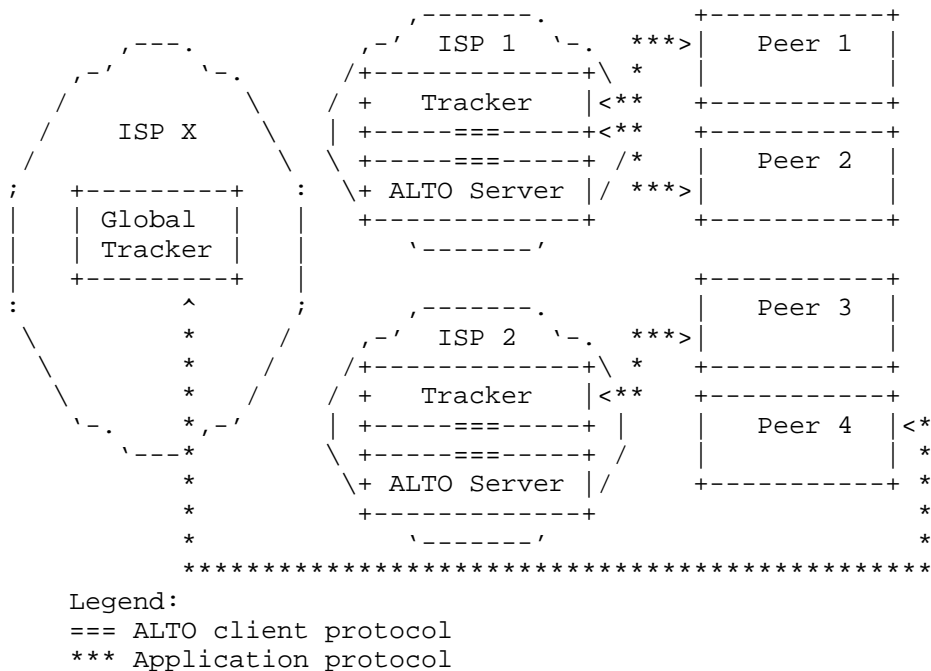 ISP 1
Peer 1
Tracker
ISP X
Peer 2
ALTO Server
Global
Tracker
Peer 3
ISP 2
Tracker
Peer 4
ALTO Server
Legend:
=== ALTO client protocol
*** Application protocol